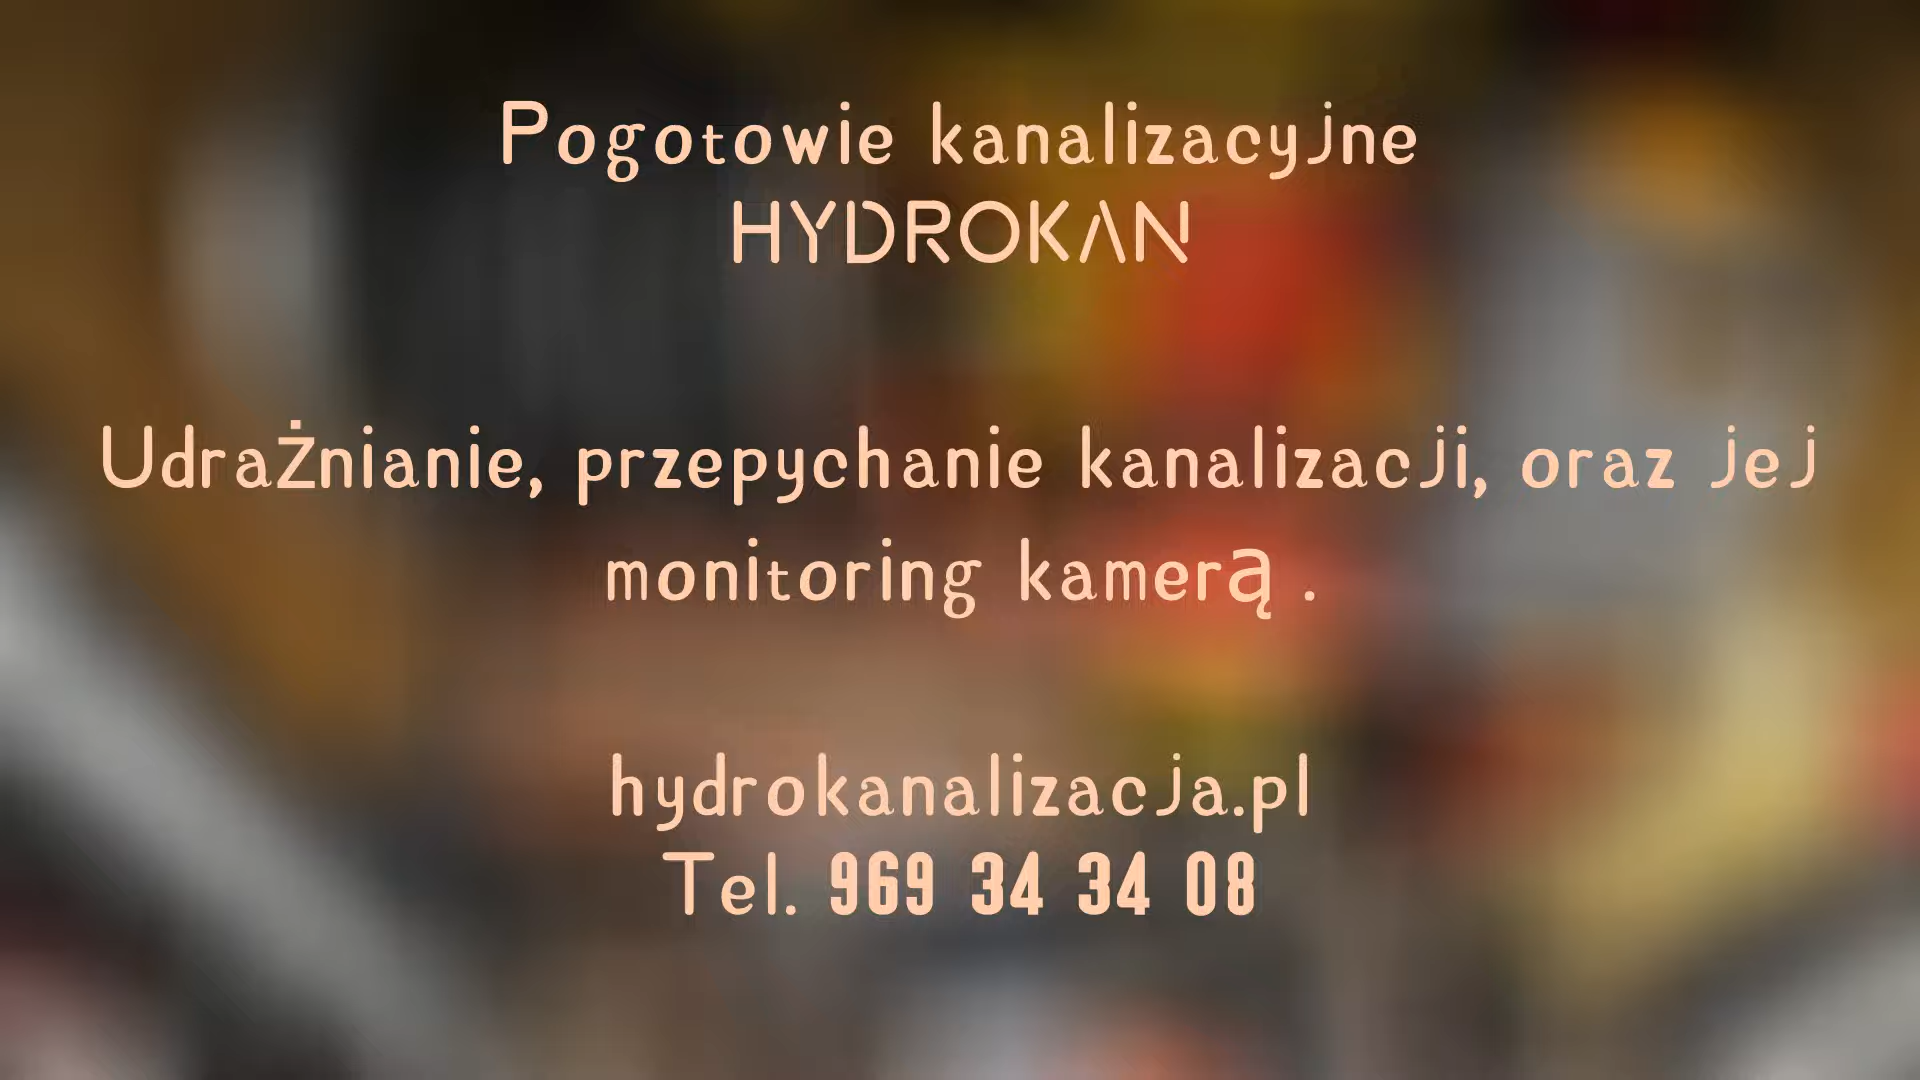 Pogotowie kanalizacyjne
HYDROKAN
Udrażnianie, przepychanie kanalizacji, oraz jej
monitoring kamerą .
hydrokanalizacja.pl
Tel. 969 34 34 08